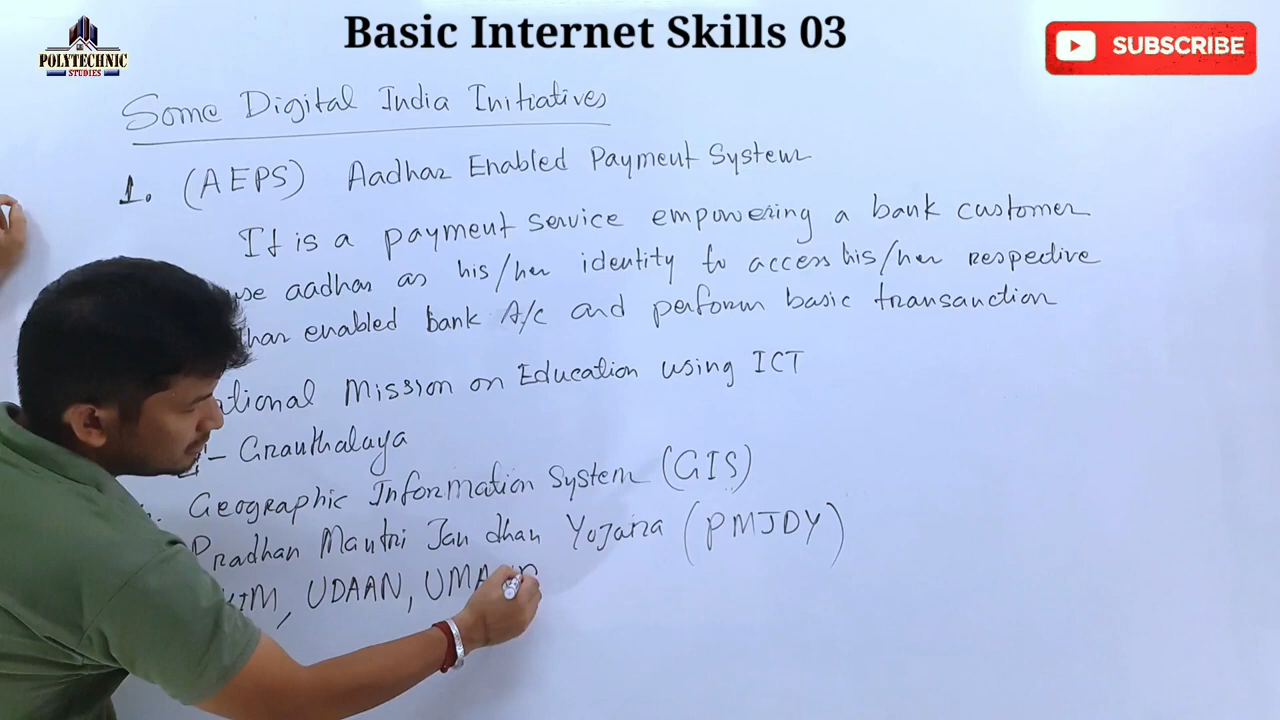 Basic Internet Skills 03
POLYTECHNIC
STUDIES
SUBSCRIBE
Some Digital India Initiatives
1. (AEPS) Aadhar Enabled Payment System
It is a payment service empowering a bank customer
aadhar as his/her identity to access his/her respective
enabled bank A/c and perform basic transanction
Mission on Education using ICT
Granthalaya
Geographic Information System (GIS)
Pradhan Mantri Jan dhan Yojana (PMJDY)
UDAAN,